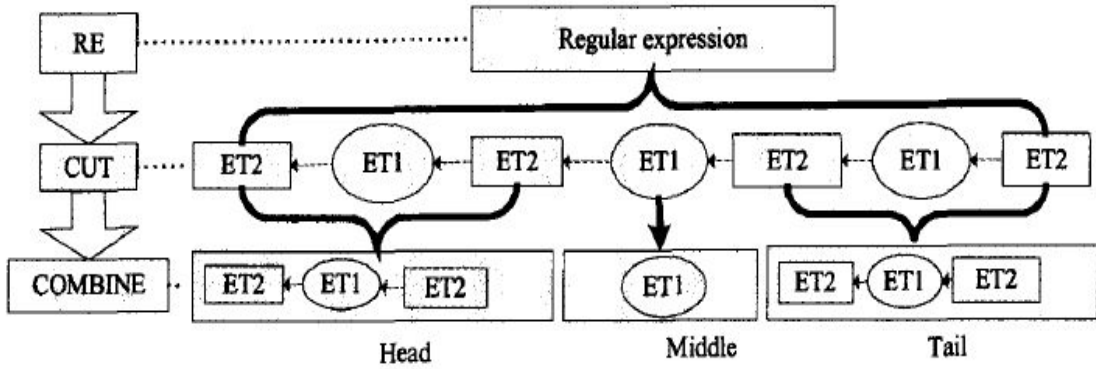 RE
Regular expression
CUT
ET2
ET1
ET2
ET1
ET2
ET1
ET2
COMBINE
ET2
ET1
ET2
ET1
ET2
ET1
ET2
Head
Middle
Tail